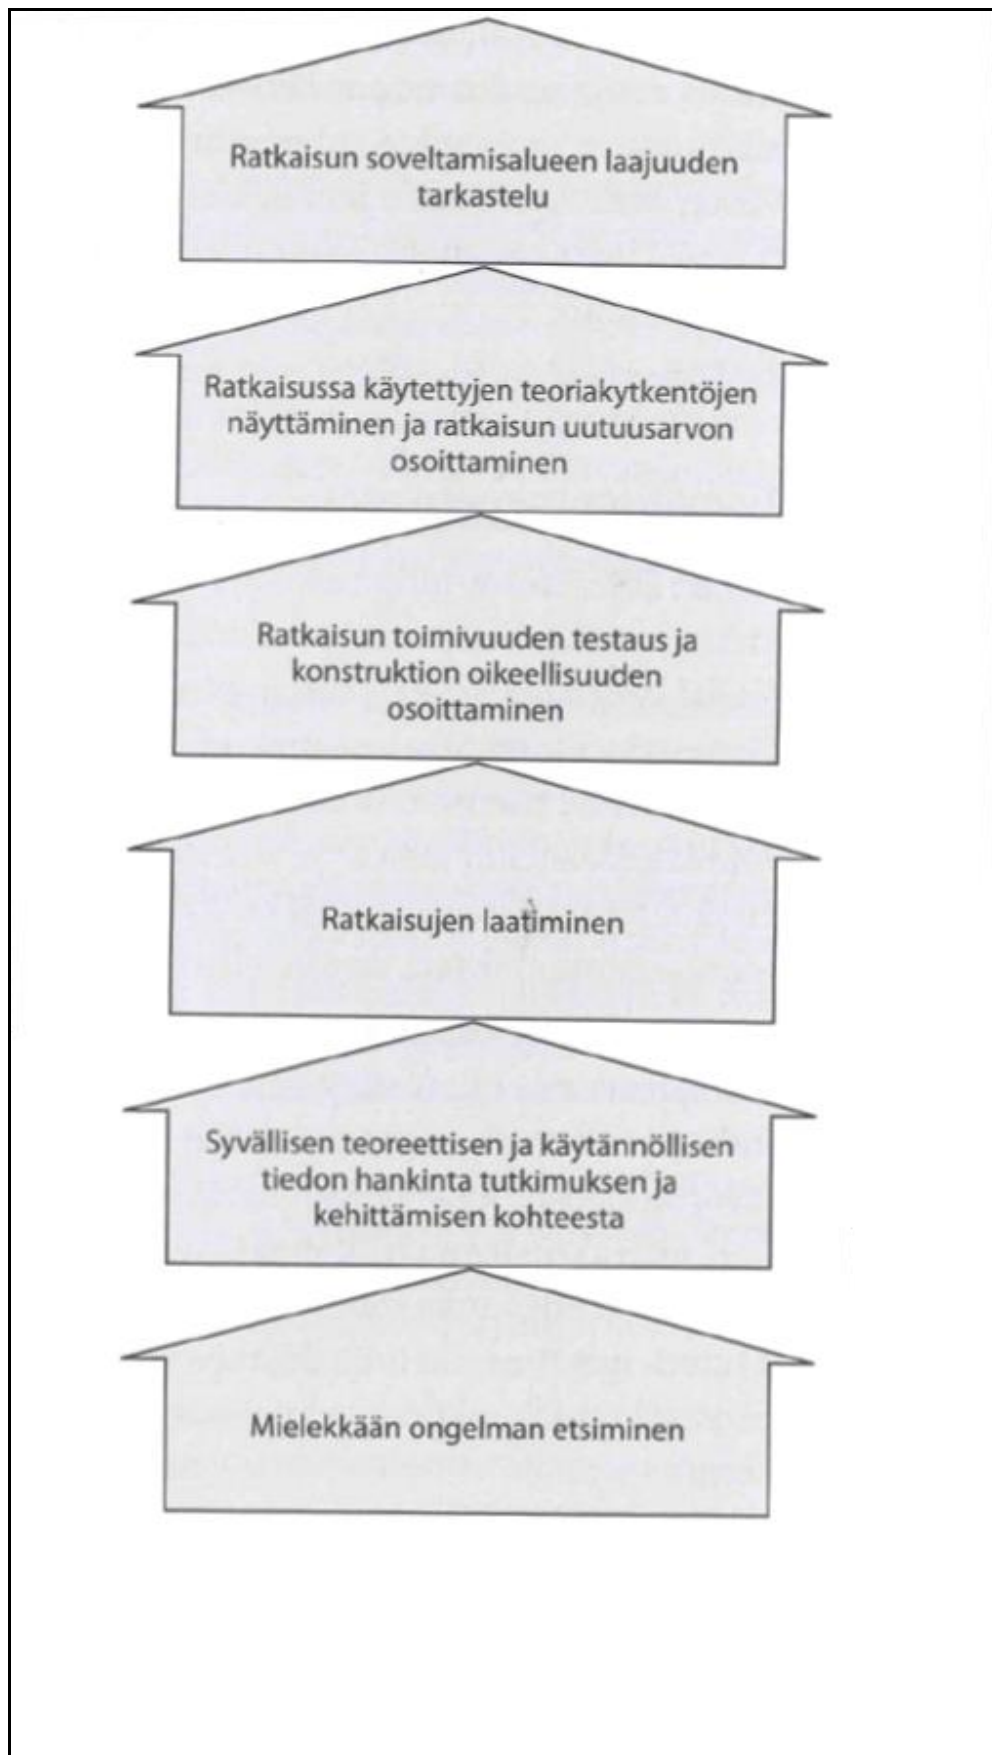 Ratkaisun soveltamisalueen laajuuden
tarkastelu
Ratkaisussa käytettyjen teoriakytkentöjen
näyttäminen ja ratkaisun uutuusarvon
osoittaminen
Ratkaisun toimivuuden testaus ja
konstruktion oikeellisuuden
osoittaminen
Ratkaisujen laatiminen
Syvällisen teoreettisen ja käytännöllisen
tiedon hankinta tutkimuksen ja
kehittämisen kohteesta
Mielekkään ongelman etsiminen